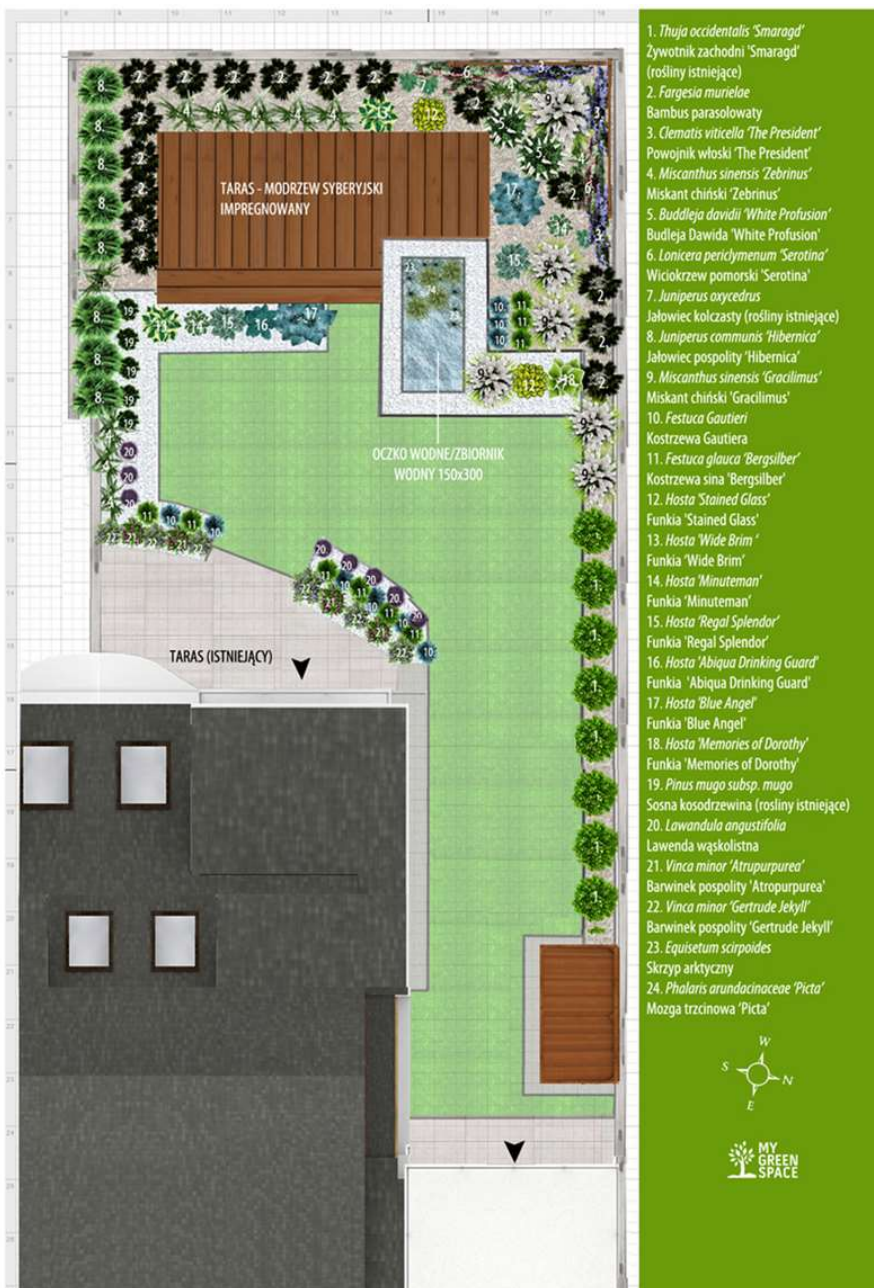 TARAS - MODRZEW SYBERYJSKI
IMPREGNOWANY
OCZKO WODNE/ZBIORNIK
WODNY 150x300
TARAS (ISTNIEJĄCY)
1. Thuja occidentalis 'Smaragd'
Żywotnik zachodni 'Smaragd'
(rośliny istniejące)
2. Fargesia murielae
Bambus parasolowaty
3. Clematis viticella 'The President'
Powojnik włoski 'The President'
4. Miscanthus sinensis 'Zebrinus'
Miskant chiński 'Zebrinus'
5. Buddleja davidii 'White Profusion'
Budleja Dawida 'White Profusion'
6. Lonicera periclymenum 'Serotina'
Wiciokrzew pomorski 'Serotina'
7. Juniperus oxycedrus
Jałowiec kolczasty (rośliny istniejące)
8. Juniperus communis 'Hibernica'
Jałowiec pospolity 'Hibernica'
9. Miscanthus sinensis 'Gracilimus'
Miskant chiński 'Gracilimus'
10. Festuca Gautieri
Kostrzewa Gautiera
11. Festuca glauca 'Bergsilber'
Kostrzewa sina 'Bergsilber'
12. Hosta 'Stained Glass'
Funkia 'Stained Glass'
13. Hosta 'Wide Brim '
Funkia 'Wide Brim'
14. Hosta 'Minuteman'
Funkia 'Minuteman'
15. Hosta 'Regal Splendor'
Funkia 'Regal Splendor'
16. Hosta 'Abiqua Drinking Guard'
Funkia 'Abiqua Drinking Guard'
17. Hosta 'Blue Angel'
Funkia 'Blue Angel'
18. Hosta 'Memories of Dorothy'
Funkia 'Memories of Dorothy'
19. Pinus mugo subsp. mugo
Sosna kosodrzewina (rosliny istniejące)
20. Lawandula angustifolia
Lawenda wąskolistna
21. Vinca minor 'Atrupurpurea'
Barwinek pospolity 'Atropurpurea'
22. Vinca minor 'Gertrude Jekyll'
Barwinek pospolity 'Gertrude Jekyll'
23. Equisetum scirpoides
Skrzyp arktyczny
24. Phalaris arundacinaceae 'Picta'
Mozga trzcinowa 'Picta'
W
S
N
E
MY
GREEN
SPACE